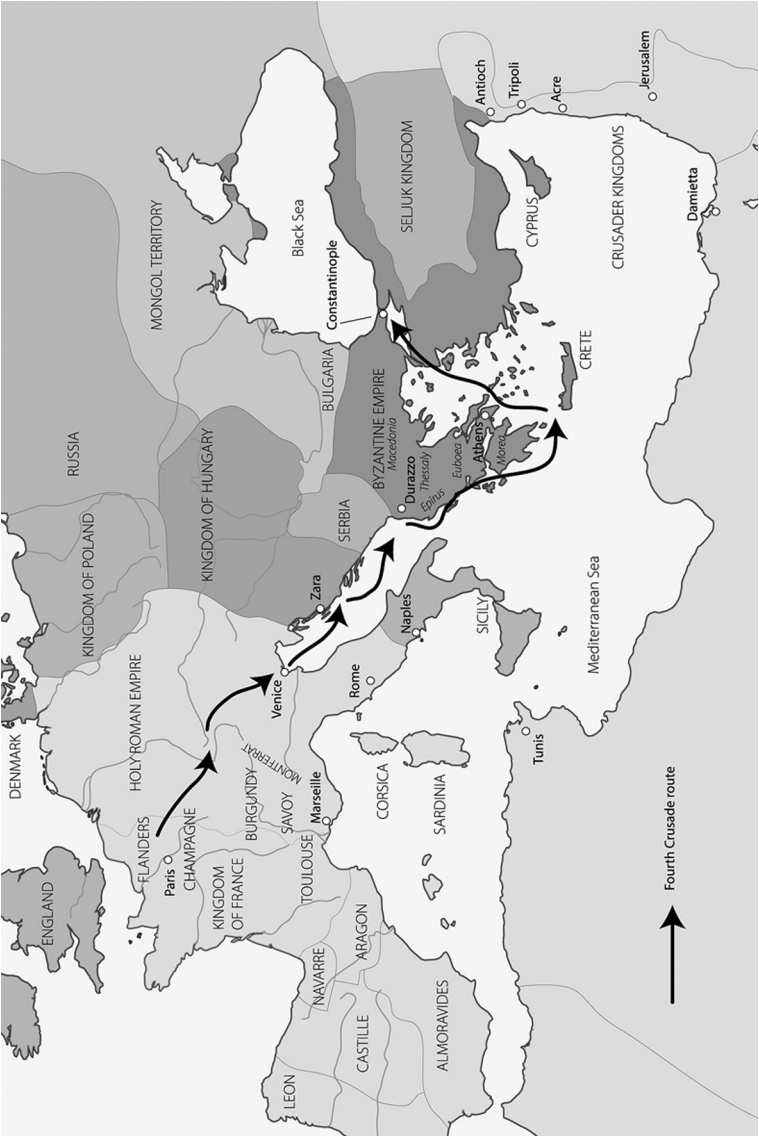 DENMARK
ENGLAND
RUSSIA
KINGDOM OF POLAND
MONGOL TERRITORY
HOLY ROMAN EMPIRE
FLANDERS
Paris
CHAMPAGNE
KINGDOM OF HUNGARY
KINGDOM
OF FRANCE
BURGUNDY
MONTFERRAT
SAVOY
Venice
Zara
SERBIA
BULGARIA
Black Sea
Constantinople
TOULOUSE
Marseille
LEON
NAVARRE
ARAGON
CASTILLE
ALMORAVIDES
CORSICA
SARDINIA
Rome
Naples
SICILY
Durazzo
BYZANTINE EMPIRE
Macedonia
Thessaly
Epirus
Euboea
Athens
Morea
SELJUK KINGDOM
Antioch
Tripoli
Acre
Jerusalem
CYPRUS
CRETE
CRUSADER KINGDOMS
Damietta
Tunis
Mediterranean Sea
Fourth Crusade route